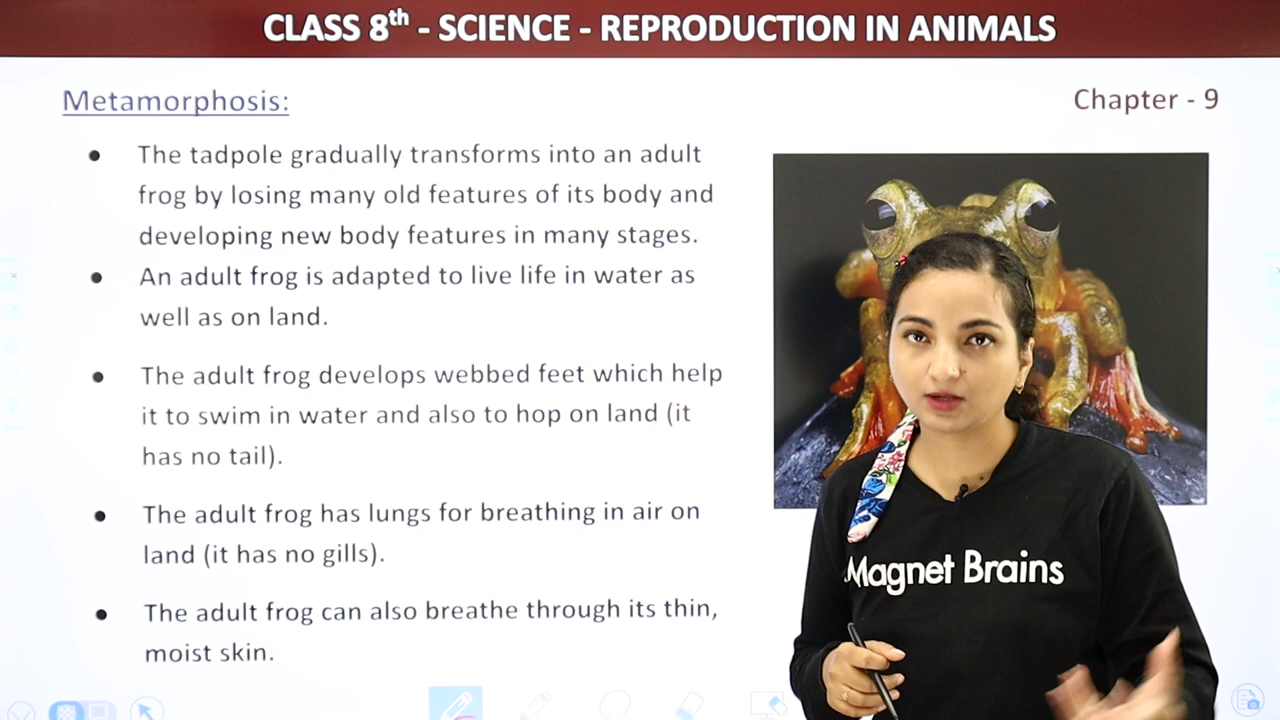 CLASS 8th - SCIENCE - REPRODUCTION IN ANIMALS
Metamorphosis:
Chapter - 9
● The tadpole gradually transforms into an adult
frog by losing many old features of its body and
developing new body features in many stages.
● An adult frog is adapted to live life in water as
well as on land.
● The adult frog develops webbed feet which help
it to swim in water and also to hop on land (it
has no tail).
● The adult frog has lungs for breathing in air on
land (it has no gills).
● The adult frog can also breathe through its thin,
moist skin.
Magnet Brains